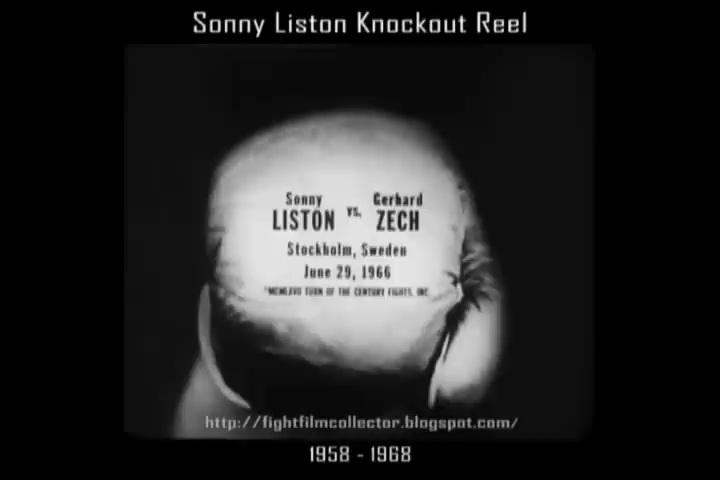 Sonny Liston Knockout Reel
Sonny LISTON vs. Gerhard ZECH
Stockholm, Sweden
June 29, 1966
©MCMLXVII TURN OF THE CENTURY FIGHTS, INC.
http://fightfilmcollector.blogspot.com/
1958 - 1968